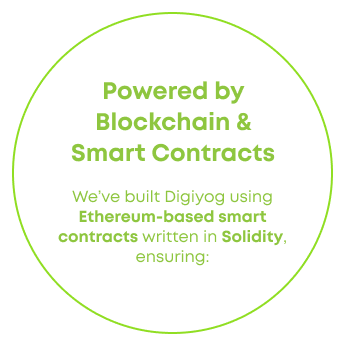 Powered by
Blockchain &
Smart Contracts
We've built Digiyog using
Ethereum-based smart
contracts written in Solidity,
ensuring: